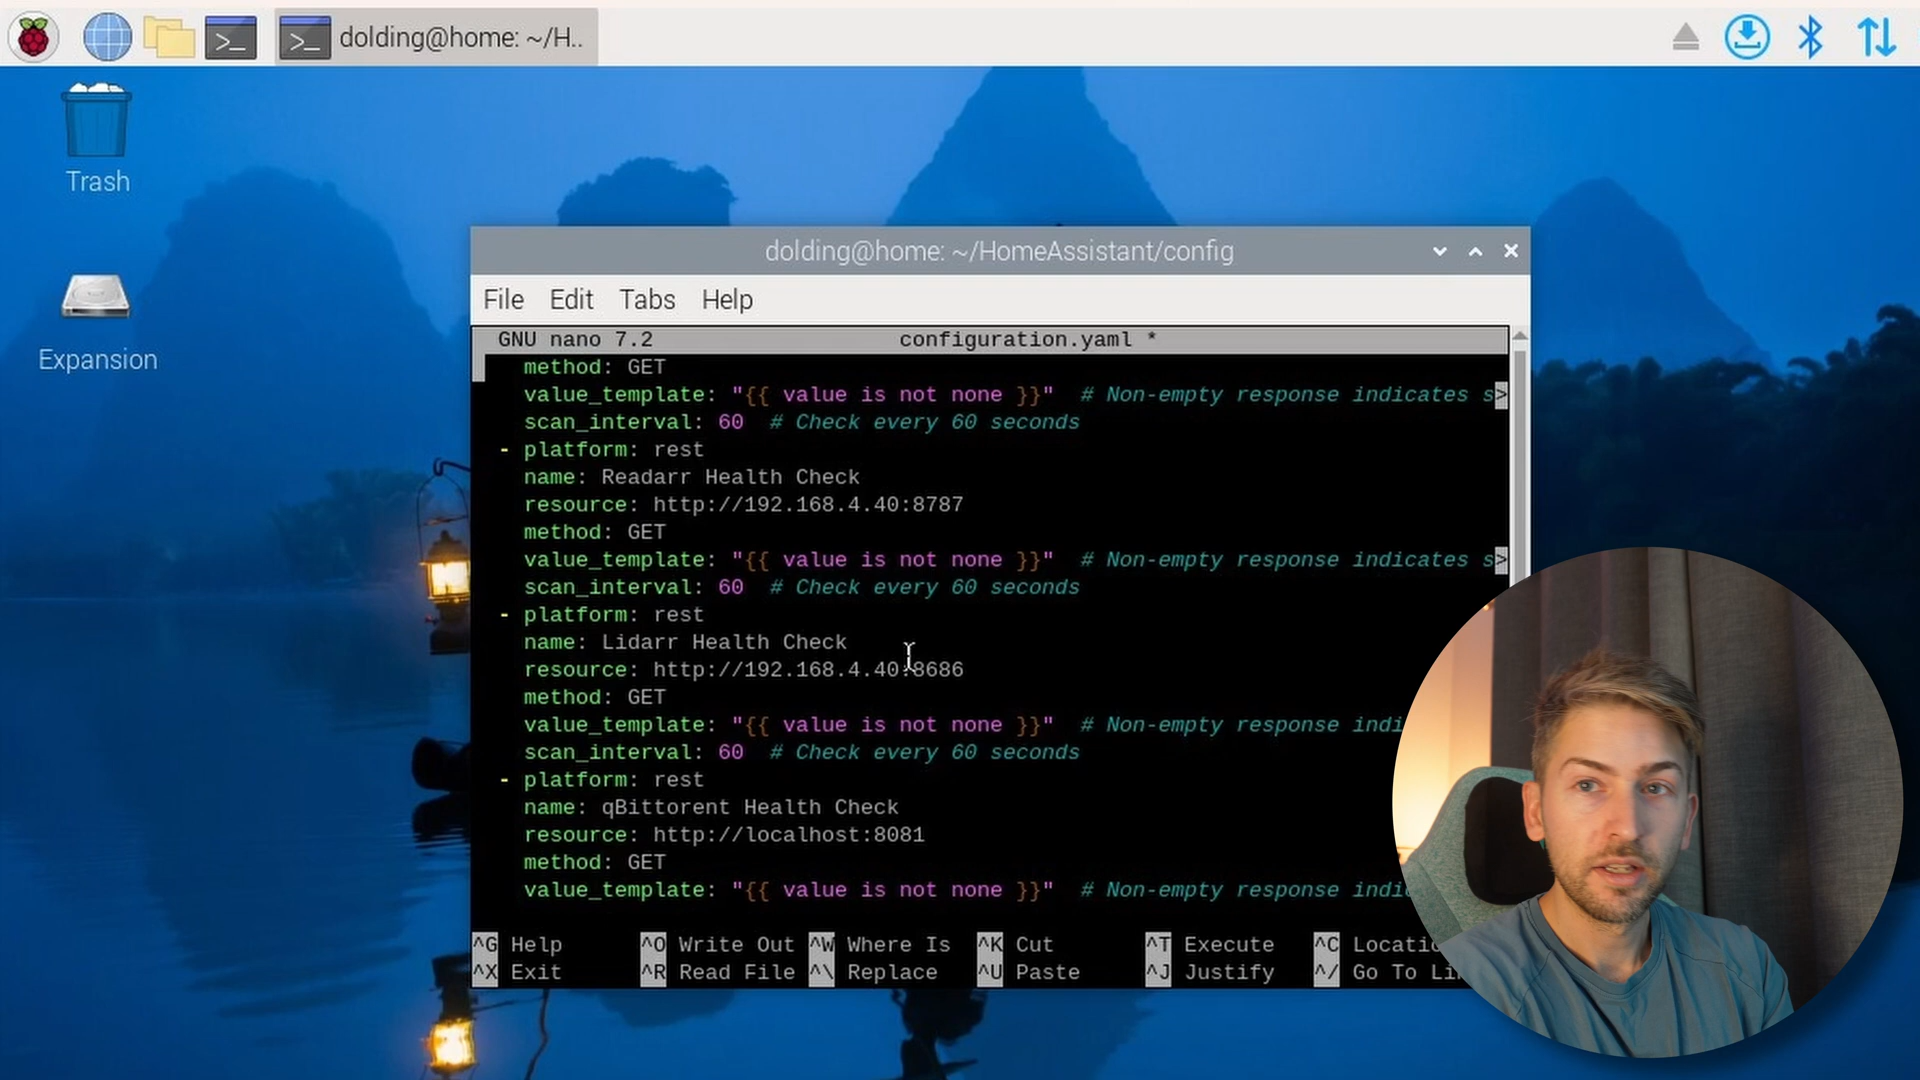 dolding@home: ~/H..
Trash
Expansion
dolding@home: ~/HomeAssistant/config
File Edit Tabs Help
GNU nano 7.2 configuration.yaml *
method: GET
value_template: "{{ value is not none }}" # Non-empty response indicates s>
scan_interval: 60 # Check every 60 seconds
- platform: rest
name: Readarr Health Check
resource: http://192.168.4.40:8787
method: GET
value_template: "{{ value is not none }}" # Non-empty response indicates s>
scan_interval: 60 # Check every 60 seconds
- platform: rest
name: Lidarr Health Check
resource: http://192.168.4.40:8686
method: GET
value_template: "{{ value is not none }}" # Non-empty response indi
scan_interval: 60 # Check every 60 seconds
- platform: rest
name: qBittorent Health Check
resource: http://localhost:8081
method: GET
value_template: "{{ value is not none }}" # Non-empty response indi
^G Help ^O Write Out ^W Where Is ^K Cut ^T Execute ^C Locatio
^X Exit ^R Read File ^\ Replace ^U Paste ^J Justify ^/ Go To Li